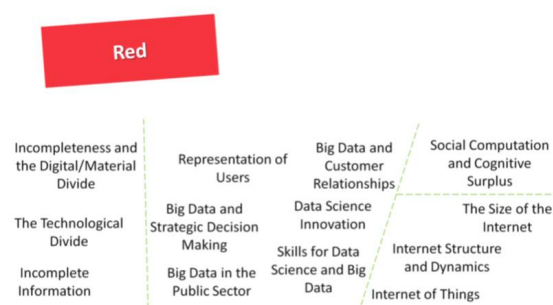 Red
Incompleteness and
the Digital/Material
Divide
The Technological
Divide
Incomplete
Information
Representation of
Users
Big Data and
Strategic Decision
Making
Big Data in the
Public Sector
Big Data and
Customer
Relationships
Data Science
Innovation
Skills for Data
Science and Big
Data
Social Computation
and Cognitive
Surplus
The Size of the
Internet
Internet Structure
and Dynamics
Internet of Things